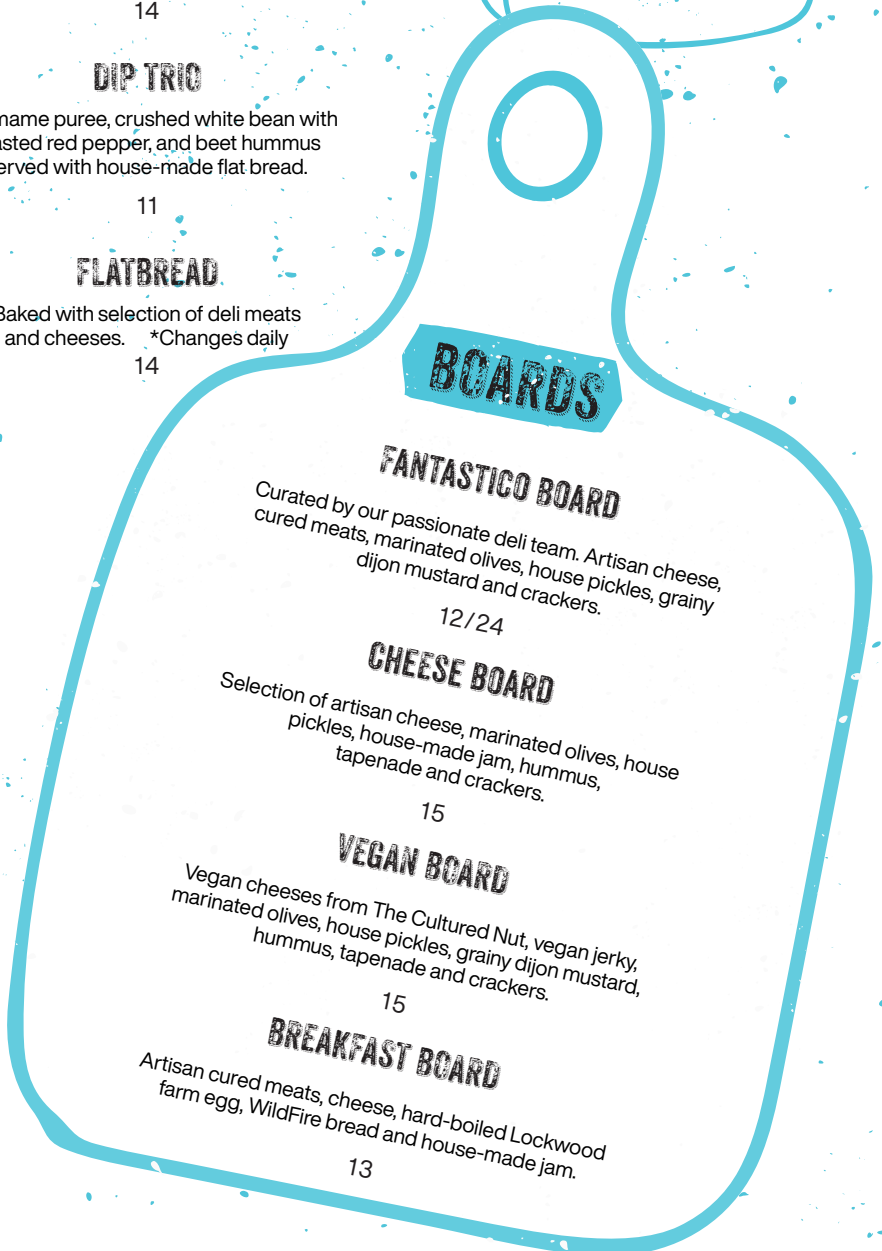 14
DIP TRIO
puree, crushed white bean with
red pepper, and beet hummus
with house-made flat bread.
11
FLATBREAD
Baked with selection of deli meats
and cheeses. *Changes daily
14
BOARDS
FANTASTICO BOARD
Curated by our passionate deli team. Artisan cheese,
cured meats, marinated olives, house pickles, grainy
dijon mustard and crackers.
12/24
CHEESE BOARD
Selection of artisan cheese, marinated olives, house
pickles, house-made jam, hummus,
tapenade and crackers.
15
VEGAN BOARD
Vegan cheeses from The Cultured Nut, vegan jerky,
marinated olives, house pickles, grainy dijon mustard,
hummus, tapenade and crackers.
15
BREAKFAST BOARD
Artisan cured meats, cheese, hard-boiled Lockwood
farm egg, WildFire bread and house-made jam.
13